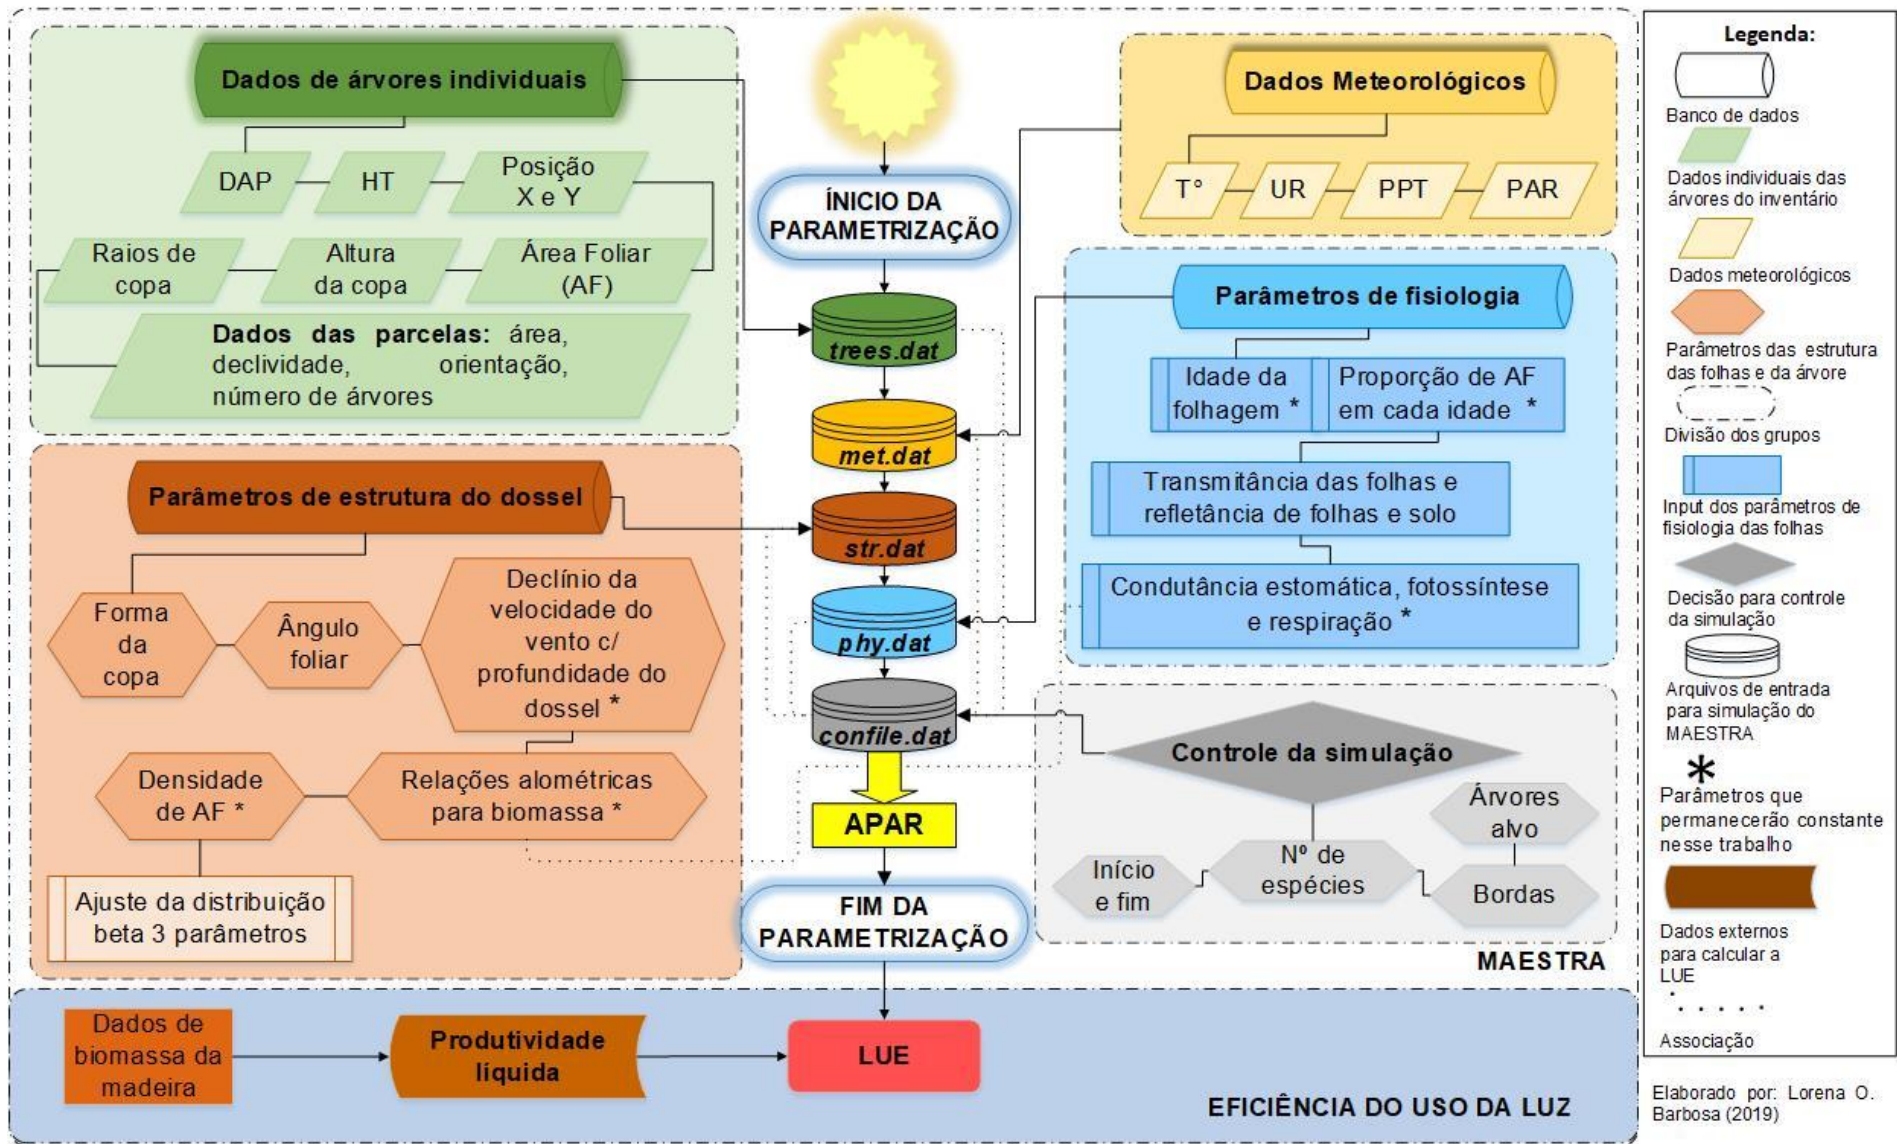 Dados de árvores individuais
DAP
HT
Posição
X e Y
Raios de
copa
Altura
da copa
Área Foliar
(AF)
Dados das parcelas: área,
declividade, orientação,
número de árvores
ÍNICIO DA
PARAMETRIZAÇÃO
trees.dat
met.dat
str.dat
phy.dat
confile.dat
APAR
FIM DA
PARAMETRIZAÇÃO
Dados Meteorológicos
T°
UR
PPT
PAR
Parâmetros de fisiologia
Idade da
folhagem *
Proporção de AF
em cada idade *
Transmitância das folhas e
refletância de folhas e solo
Condutância estomática, fotossíntese
e respiração *
Parâmetros de estrutura do dossel
Forma
da
copa
Ângulo
foliar
Declínio da
velocidade do
vento c/
profundidade do
dossel *
Densidade
de AF *
Relações alométricas
para biomassa *
Ajuste da distribuição
beta 3 parâmetros
Controle da simulação
Árvores
alvo
Início
e fim
Nº de
espécies
Bordas
MAESTRA
Dados de
biomassa da
madeira
Produtividade
líquida
LUE
EFICIÊNCIA DO USO DA LUZ
Legenda:
Banco de dados
Dados individuais das
árvores do inventário
Dados meteorológicos
Parâmetros das estrutura
das folhas e da árvore
Divisão dos grupos
Input dos parâmetros de
fisiologia das folhas
Decisão para controle
da simulação
Arquivos de entrada
para simulação do
MAESTRA
*
Parâmetros que
permanecerão constante
nesse trabalho
Dados externos
para calcular a
LUE
Associação
Elaborado por: Lorena O.
Barbosa (2019)